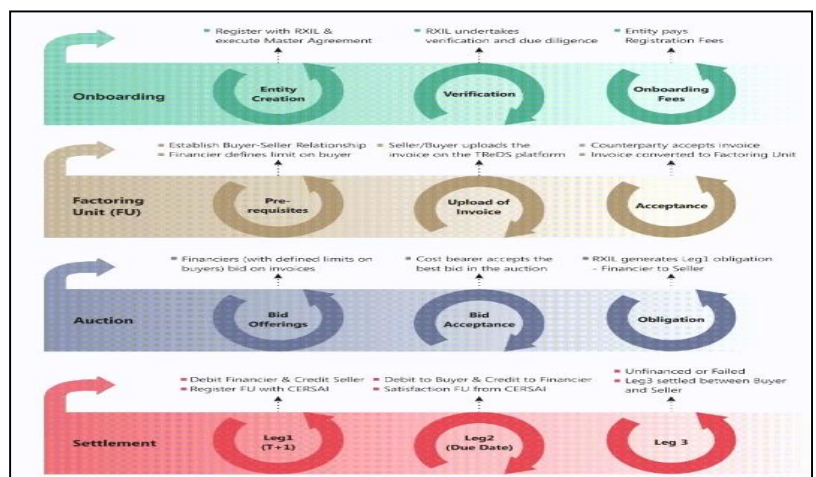 ▪ Register with RXIL &
& execute Master Agreement
▪ RXIL undertakes
verification and due diligence
▪ Entity pays
Registration Fees
Onboarding
Entity
Creation
Verification
Onboarding
Fees
▪ Establish Buyer-Seller Relationship
▪ Financier defines limit on buyer
▪ Seller/Buyer uploads the
invoice on the TReDS platform
▪ Counterparty accepts invoice
▪ Invoice converted to Factoring Unit
Factoring
Unit (FU)
Pre-
requisites
Upload of
Invoice
Acceptance
▪ Financiers (with defined limits on
buyers) bid on invoices
▪ Cost bearer accepts the
best bid in the auction
▪ RXIL generates Leg1 obligation
- Financier to Seller
Auction
Bid
Offerings
Bid
Acceptance
Obligation
▪ Debit Financier & Credit Seller
▪ Register FU with CERSAI
▪ Debit to Buyer & Credit to Financier
▪ Satisfaction FU from CERSAI
▪ Unfinanced or Failed
▪ Leg3 settled between Buyer
and Seller
Settlement
Leg1
(T+1)
Leg2
(Due Date)
Leg 3